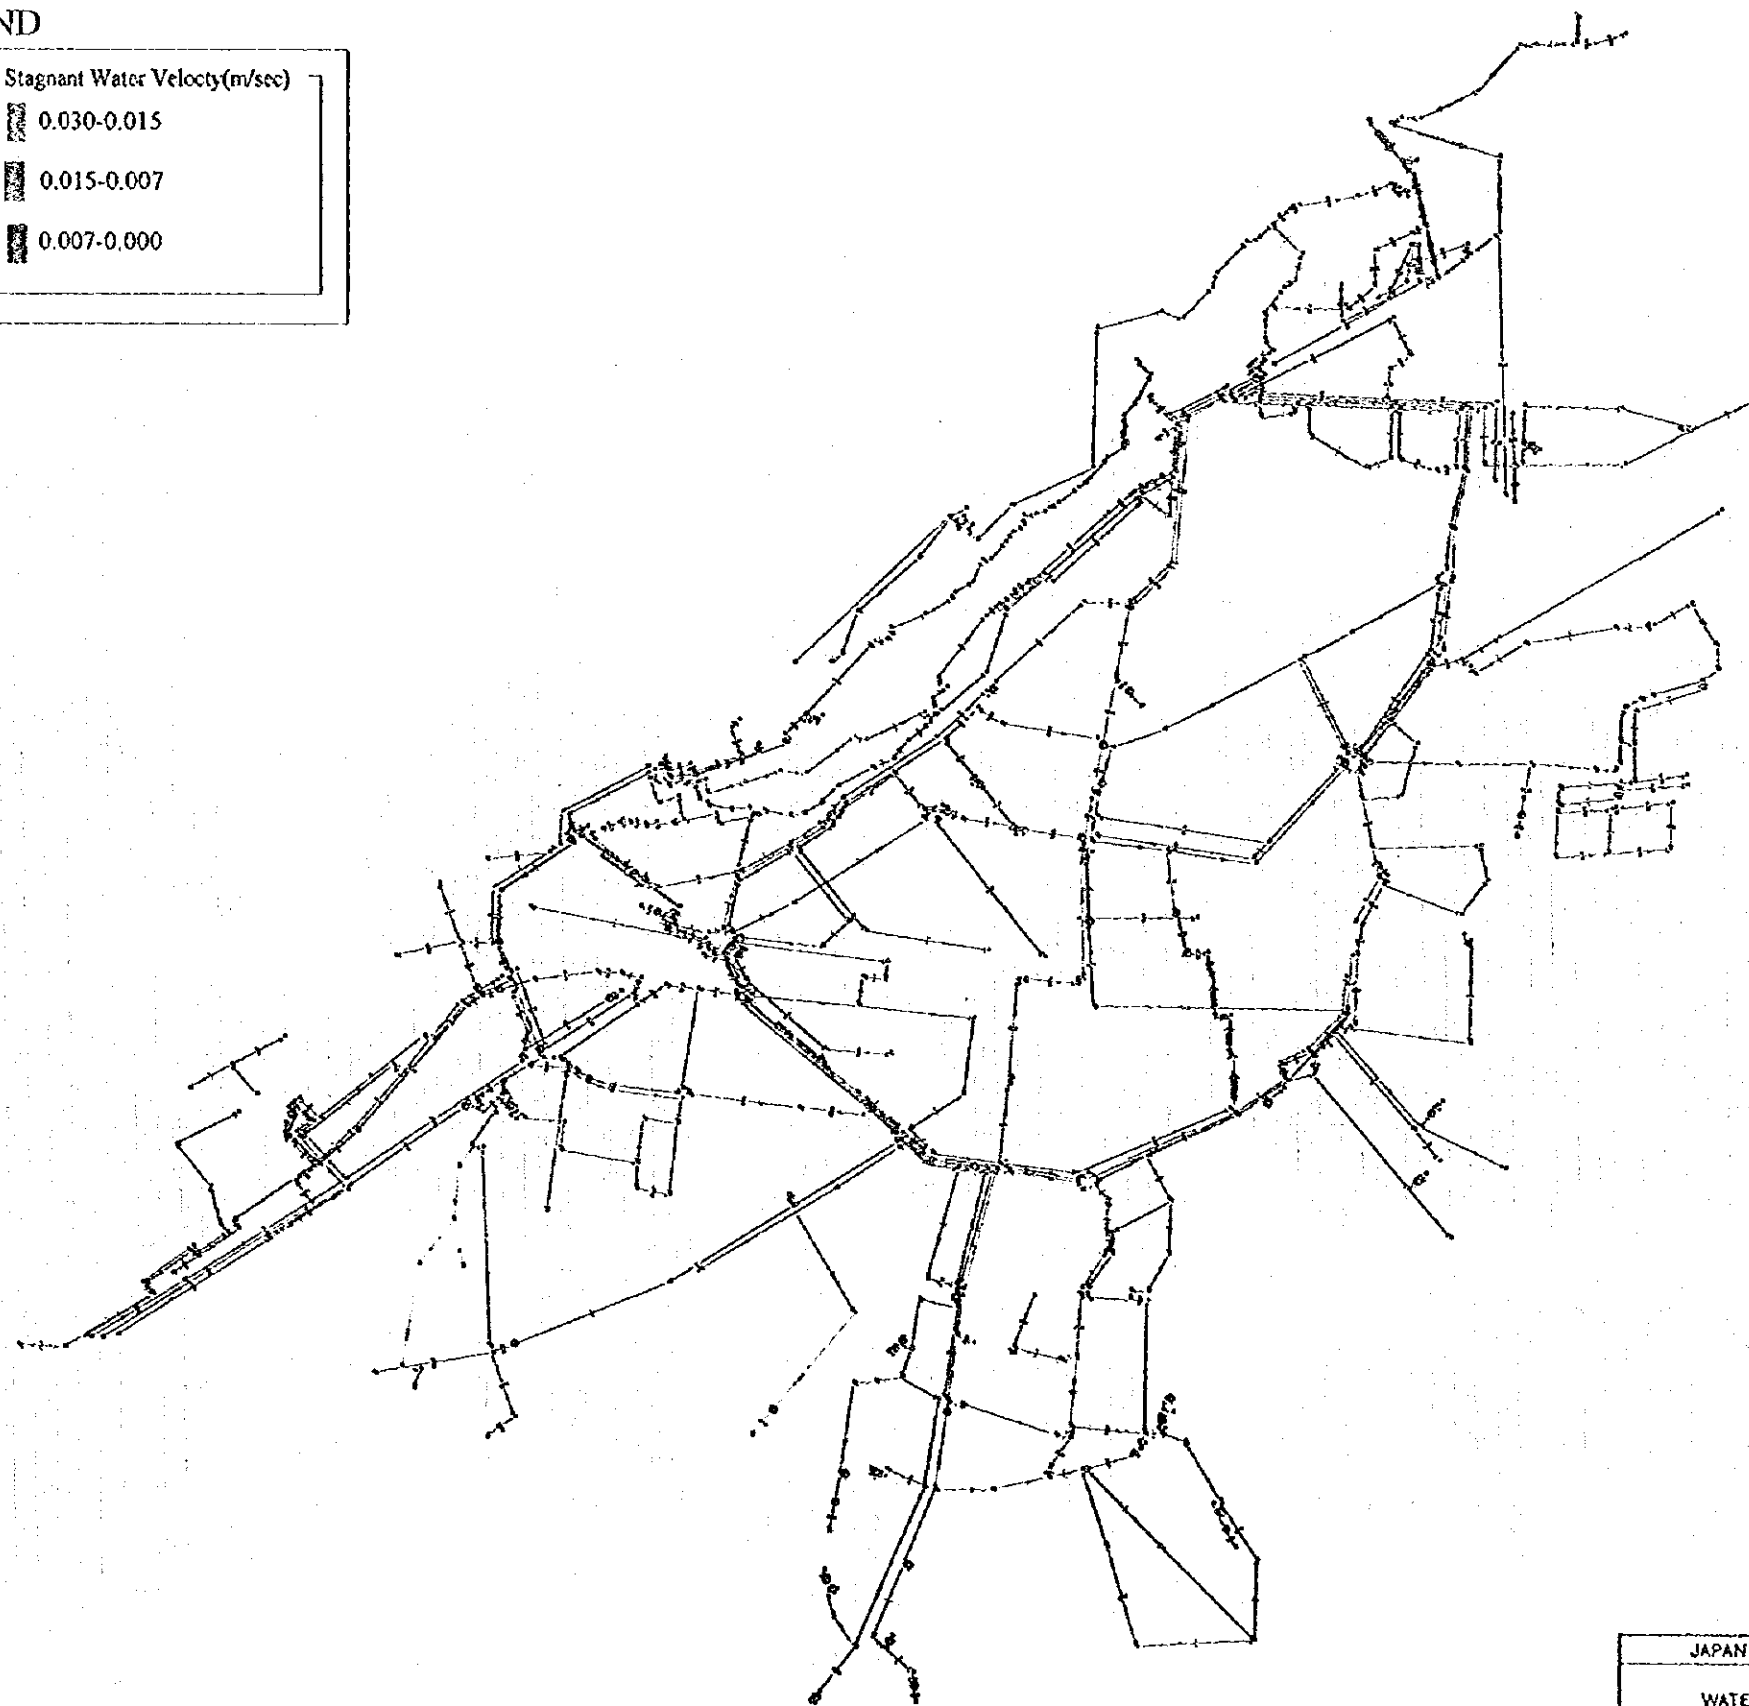 ND
Stagnant Water Velocty(m/sec)
0.030-0.015
0.015-0.007
0.007-0.000
JAPAN
WATE